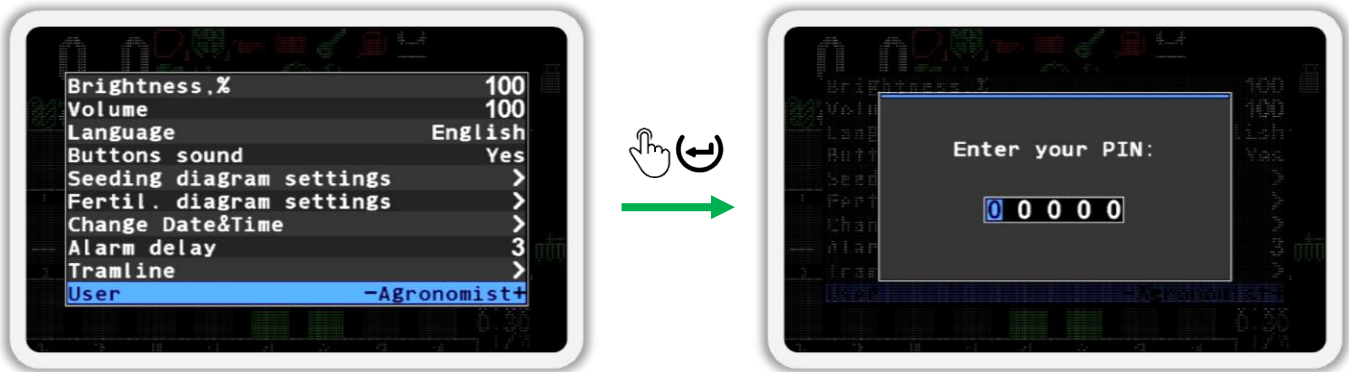 Brightness,% 100
Volume 100
Language English
Buttons sound Yes
Seeding diagram settings >
Fertil. diagram settings >
Change Date&Time >
Alarm delay 3
Tramline >
User -Agronomist+
Enter your PIN:
0 0 0 0 0